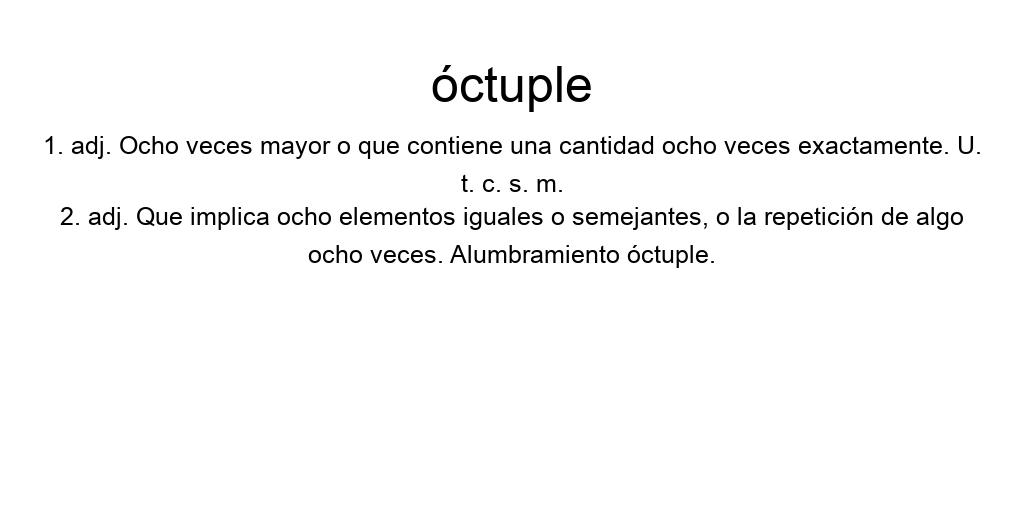 óctuple
1. adj. Ocho veces mayor o que contiene una cantidad ocho veces exactamente. U.
t. c. s. m.
2. adj. Que implica ocho elementos iguales o semejantes, o la repetición de algo
ocho veces. Alumbramiento óctuple.